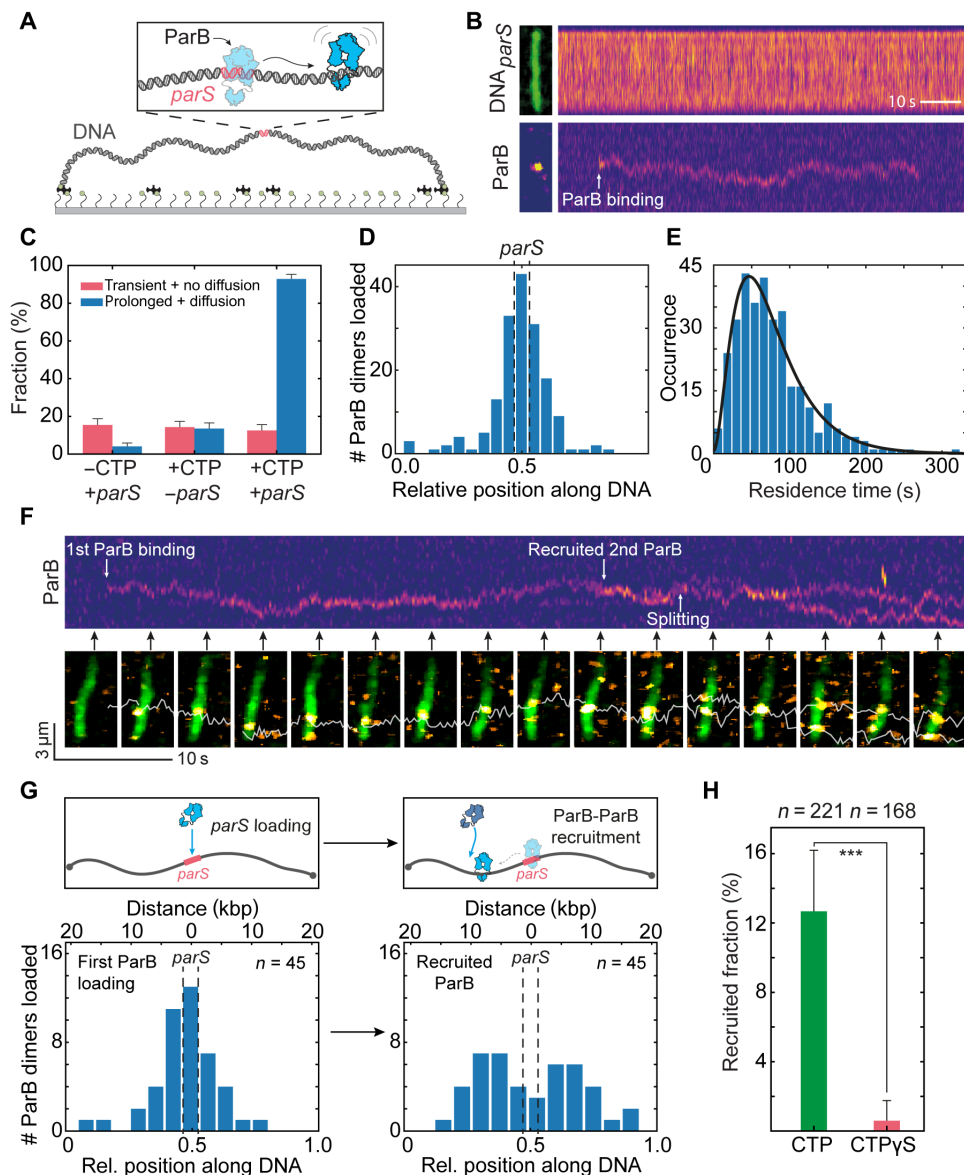 A
ParB
parS
DNA
B
DNAparS
10 s
ParB
ParB binding
C
Fraction (%)
100
80
60
40
20
0
Transient + no diffusion
Prolonged + diffusion
–CTP +CTP +CTP
+parS –parS +parS
D
parS
# ParB dimers loaded
40
20
0
0.0 0.5 1.0
Relative position along DNA
E
Occurrence
45
30
15
0
0 100 200 300
Residence time (s)
F
ParB
1st ParB binding
Recruited 2nd ParB
Splitting
3 µm
10 s
G
parS loading
parS
ParB-ParB
recruitment
parS
Distance (kbp)
20 10 0 10 20
# ParB dimers loaded
16
8
0
First ParB
loading
parS
n = 45
0 0.5 1.0
Rel. position along DNA
Distance (kbp)
20 10 0 10 20
16
8
0
Recruited
ParB
parS
n = 45
0 0.5 1.0
Rel. position along DNA
H
n = 221 n = 168
Recruited fraction (%)
16
12
8
4
***
CTP CTPγS